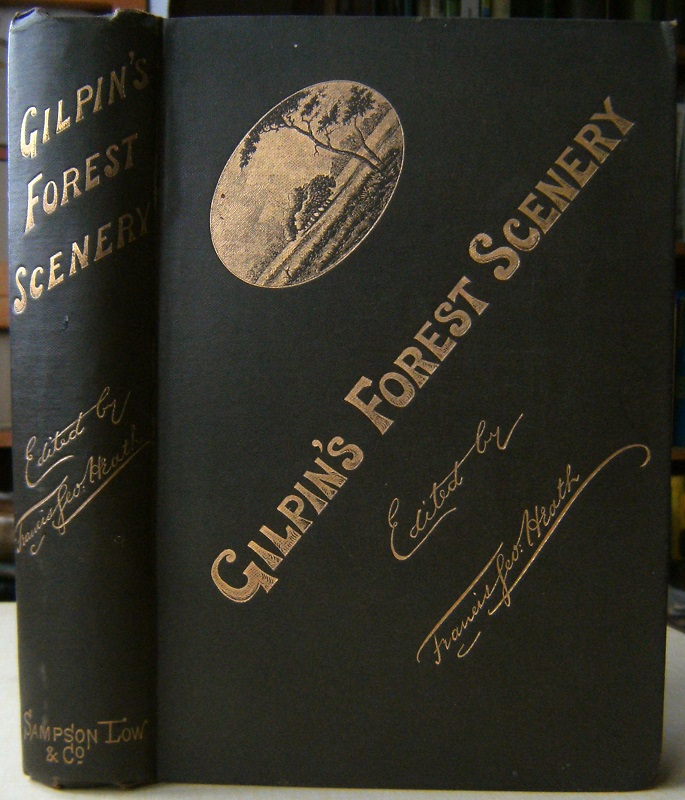 GILPIN'S
FOREST
SCENERY
Edited by
Francis Geo. Heath
SAMPSON LOW
& Co
GILPIN'S FOREST SCENERY
Edited by
Francis Geo. Heath